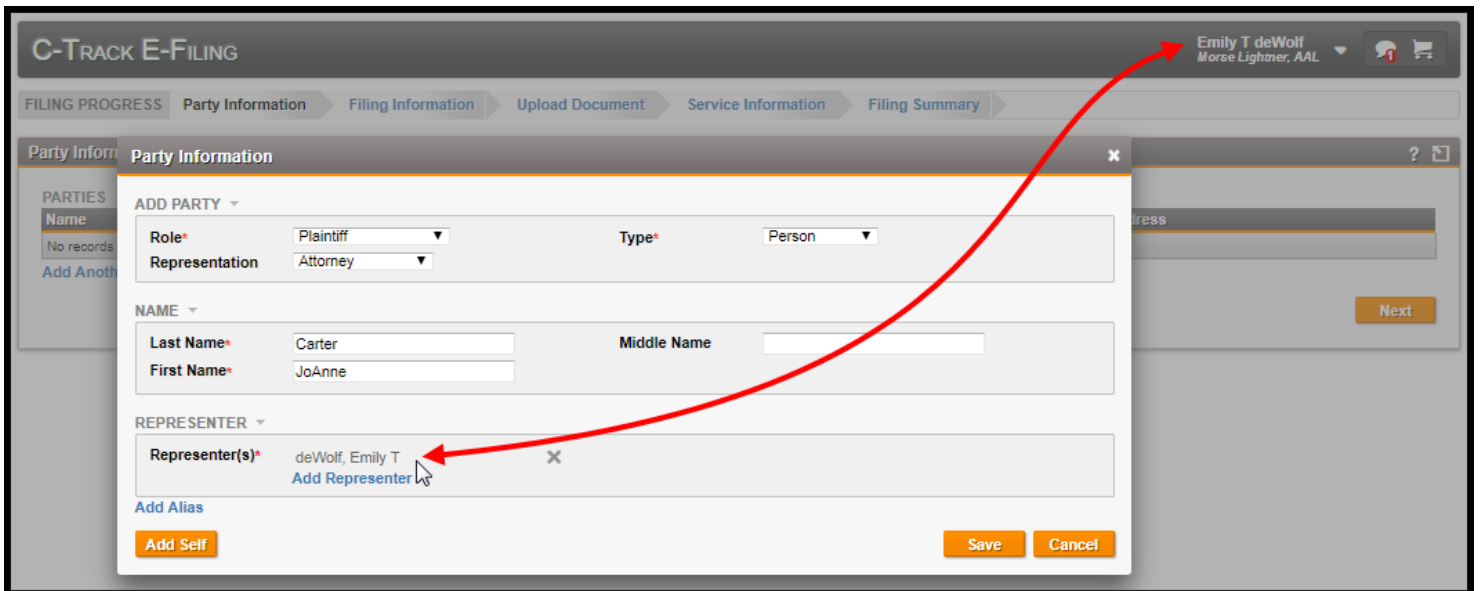 C-TRACK E-FILING
Emily T deWolf
Morse Lightner, AAL
1
FILING PROGRESS Party Information Filing Information Upload Document Service Information Filing Summary
Party Inform
?
Party Information
PARTIES
Name
ress
No records
Add Anoth
Next
ADD PARTY
Role* Plaintiff Type* Person
Representation Attorney
NAME
Last Name* Carter Middle Name
First Name* JoAnne
REPRESENTER
Representer(s)* deWolf, Emily T
Add Representer
Add Alias
Add Self Save Cancel